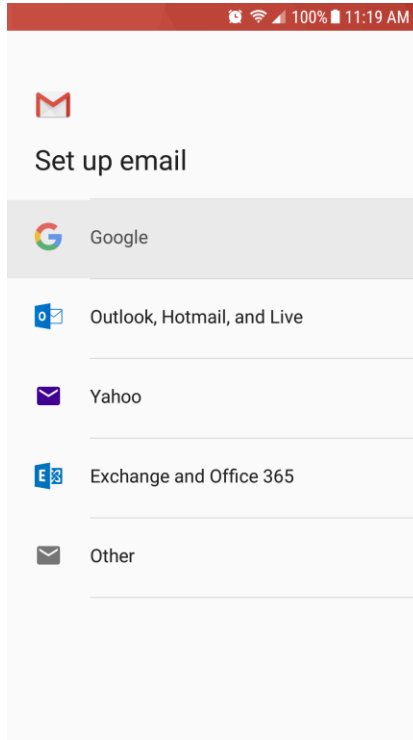 100% 11:19 AM
Set up email
Google
Outlook, Hotmail, and Live
Yahoo
Exchange and Office 365
Other